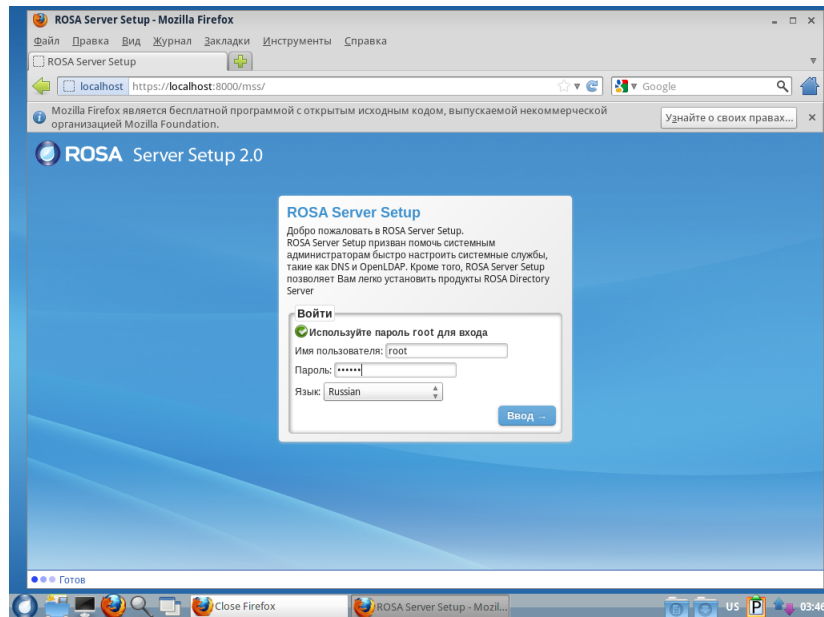 ROSA Server Setup - Mozilla Firefox
Файл Правка Вид Журнал Закладки Инструменты Справка
ROSA Server Setup
localhost https://localhost:8000/mss/ Google
Mozilla Firefox является бесплатной программой с открытым исходным кодом, выпускаемой некоммерческой
организацией Mozilla Foundation.
Узнайте о своих правах...
ROSA Server Setup 2.0
ROSA Server Setup
Добро пожаловать в ROSA Server Setup.
ROSA Server Setup призван помочь системным
администраторам быстро настроить системные службы,
такие как DNS и OpenLDAP. Кроме того, ROSA Server Setup
позволяет Вам легко установить продукты ROSA Directory
Server
Войти
Используйте пароль root для входа
Имя пользователя: root
Пароль: ••••••
Язык: Russian
Ввод →
Готов
Close Firefox
ROSA Server Setup - Mozil...
US
P
03:46